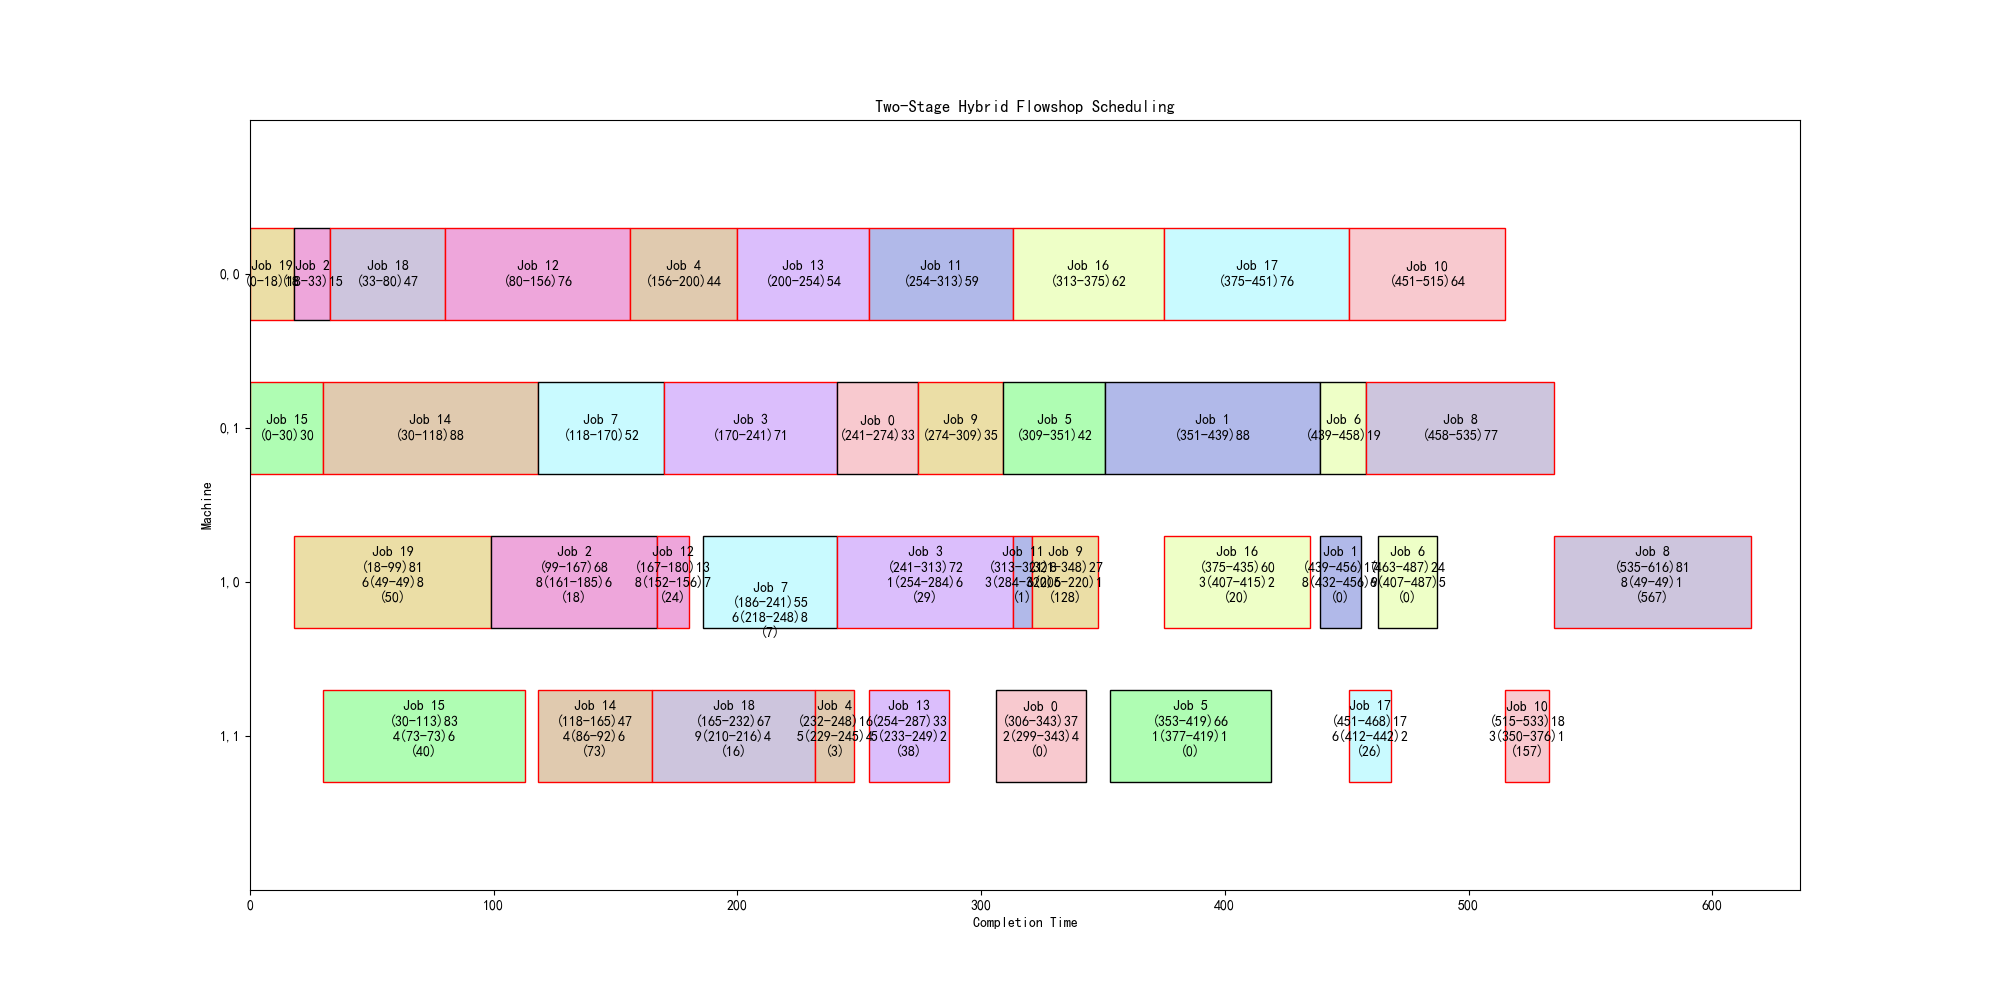 Two-Stage Hybrid Flowshop Scheduling
0,0
Job 19
(0-18)18
Job 2
(18-33)15
Job 18
(33-80)47
Job 12
(80-156)76
Job 4
(156-200)44
Job 13
(200-254)54
Job 11
(254-313)59
Job 16
(313-375)62
Job 17
(375-451)76
Job 10
(451-515)64
0,1
Job 15
(0-30)30
Job 14
(30-118)88
Job 7
(118-170)52
Job 3
(170-241)71
Job 0
(241-274)33
Job 9
(274-309)35
Job 5
(309-351)42
Job 1
(351-439)88
Job 6
(439-458)19
Job 8
(458-535)77
Machine
1,0
Job 19
(18-99)81
6(49-49)8
(50)
Job 2
(99-167)68
8(161-185)6
(18)
Job 12
(167-180)13
8(152-156)7
(24)
Job 7
(186-241)55
6(218-248)8
(7)
Job 3
(241-313)72
1(254-284)6
(29)
Job 11
(313-321)8
(1)
Job 9
(321-348)27
(128)
Job 16
(375-435)60
3(407-415)2
(20)
Job 1
(439-456)17
8(432-456)9
(0)
Job 6
(463-487)24
(407-487)5
(0)
Job 8
(535-616)81
8(49-49)1
(567)
1,1
Job 15
(30-113)83
4(73-73)6
(40)
Job 14
(118-165)47
4(86-92)6
(73)
Job 18
(165-232)67
9(210-216)4
(16)
Job 4
(232-248)16
5(229-245)4
(3)
Job 13
(254-287)33
5(233-249)2
(38)
Job 0
(306-343)37
2(299-343)4
(0)
Job 5
(353-419)66
1(377-419)1
(0)
Job 17
(451-468)17
6(412-442)2
(26)
Job 10
(515-533)18
3(350-376)1
(157)
0
100
200
300
400
500
600
Completion Time